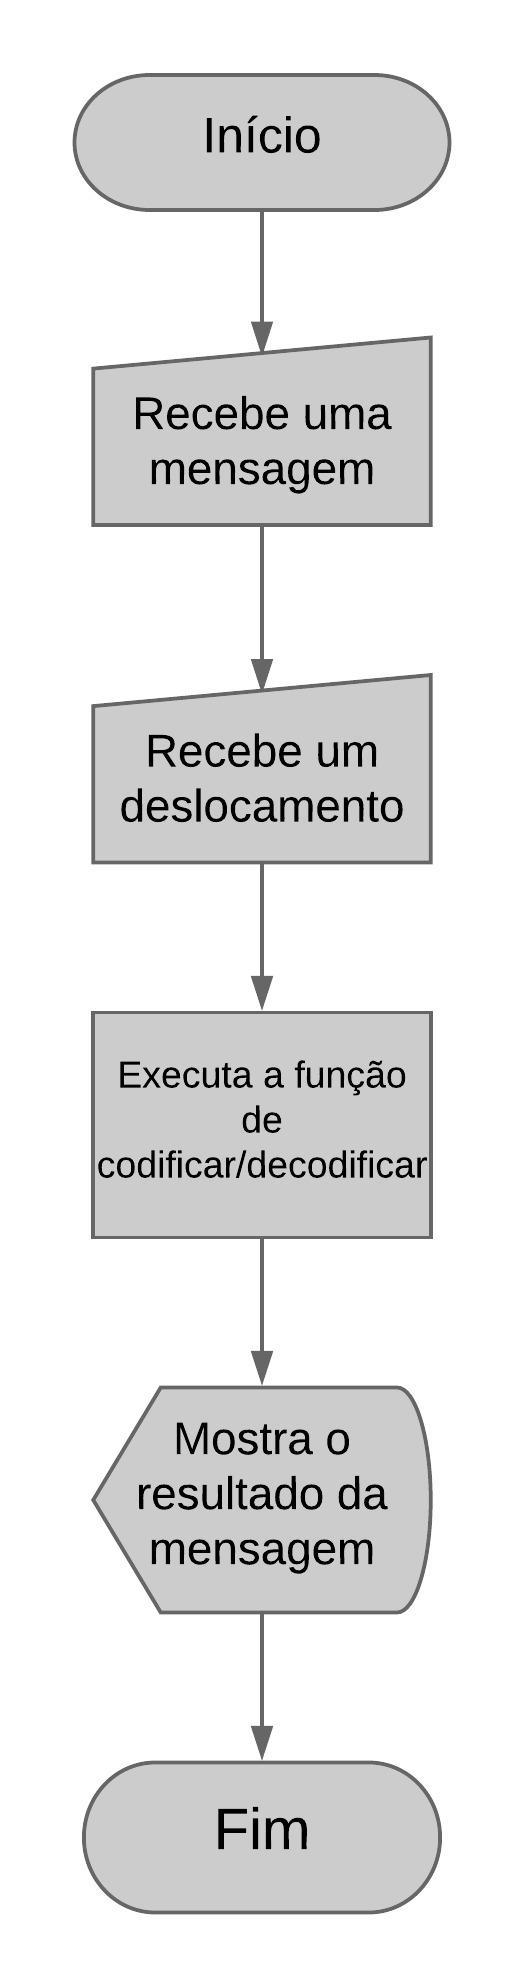 Início
Recebe uma
mensagem
Recebe um
deslocamento
Executa a função
de
codificar/decodificar
Mostra o
resultado da
mensagem
Fim